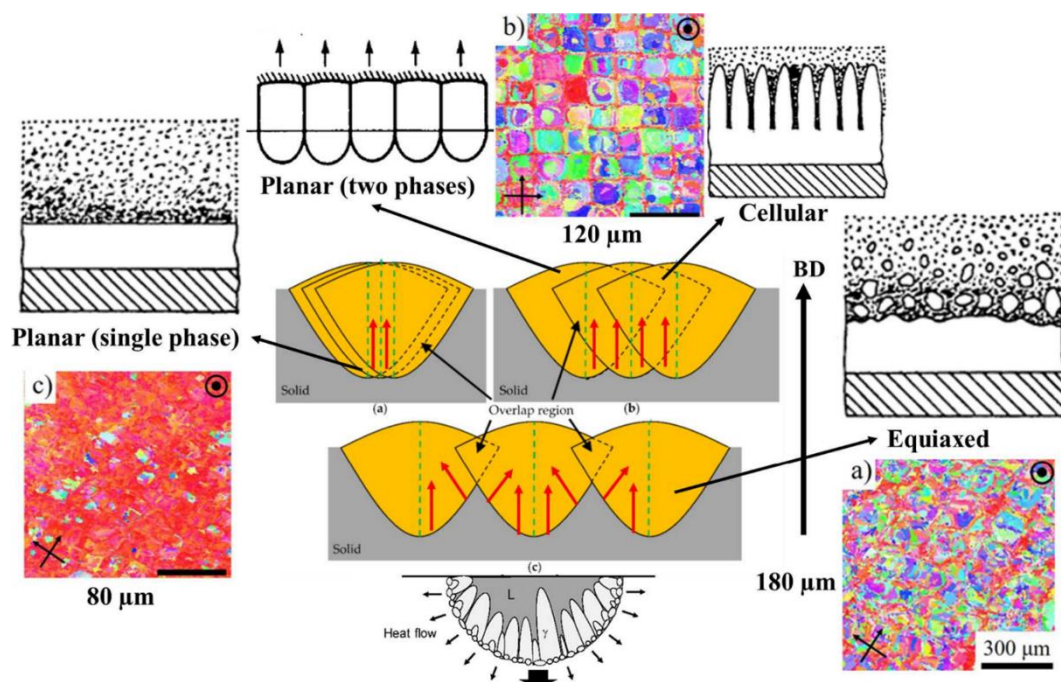 b)
Planar (two phases)
120 µm
Cellular
BD
Planar (single phase)
Solid
(a)
Solid
(b)
Overlap region
Equiaxed
c)
80 µm
Solid
(c)
180 µm
a)
300 µm
L
γ
Heat flow